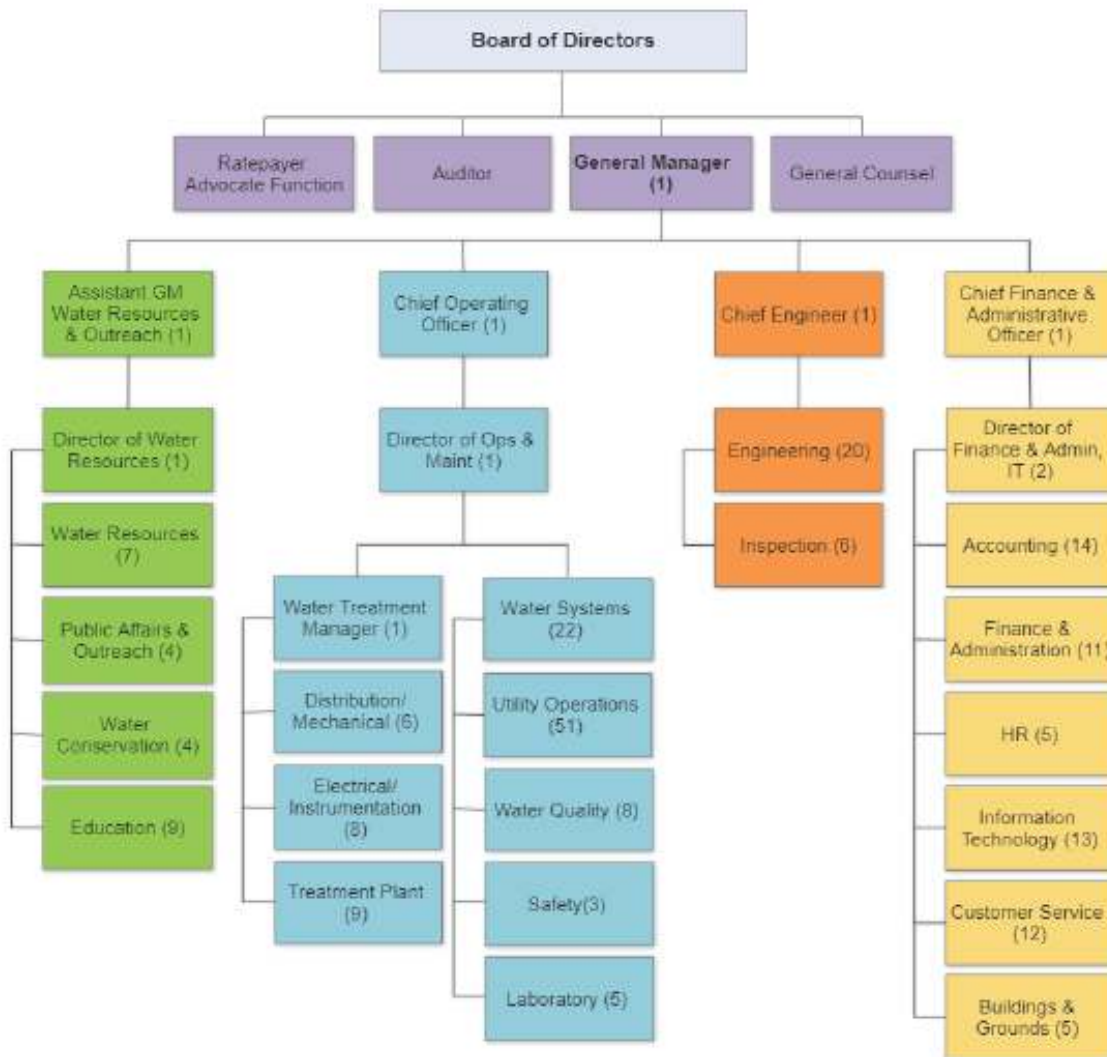 Board of Directors
Ratepayer
Advocate Function
Auditor
General Manager
(1)
General Counsel
Assistant GM
Water Resources
& Outreach (1)
Chief Operating
Officer (1)
Chief Engineer (1)
Chief Finance &
Administrative
Officer (1)
Director of Water
Resources (1)
Water Resources
(7)
Public Affairs &
Outreach (4)
Water
Conservation (4)
Education (9)
Director of Ops &
Maint (1)
Water Treatment
Manager (1)
Distribution/
Mechanical (6)
Electrical/
Instrumentation
(8)
Treatment Plant
(9)
Water Systems
(22)
Utility Operations
(51)
Water Quality (8)
Safety(3)
Laboratory (5)
Engineering (20)
Inspection (6)
Director of
Finance & Admin,
IT (2)
Accounting (14)
Finance &
Administration (11)
HR (5)
Information
Technology (13)
Customer Service
(12)
Buildings &
Grounds (5)